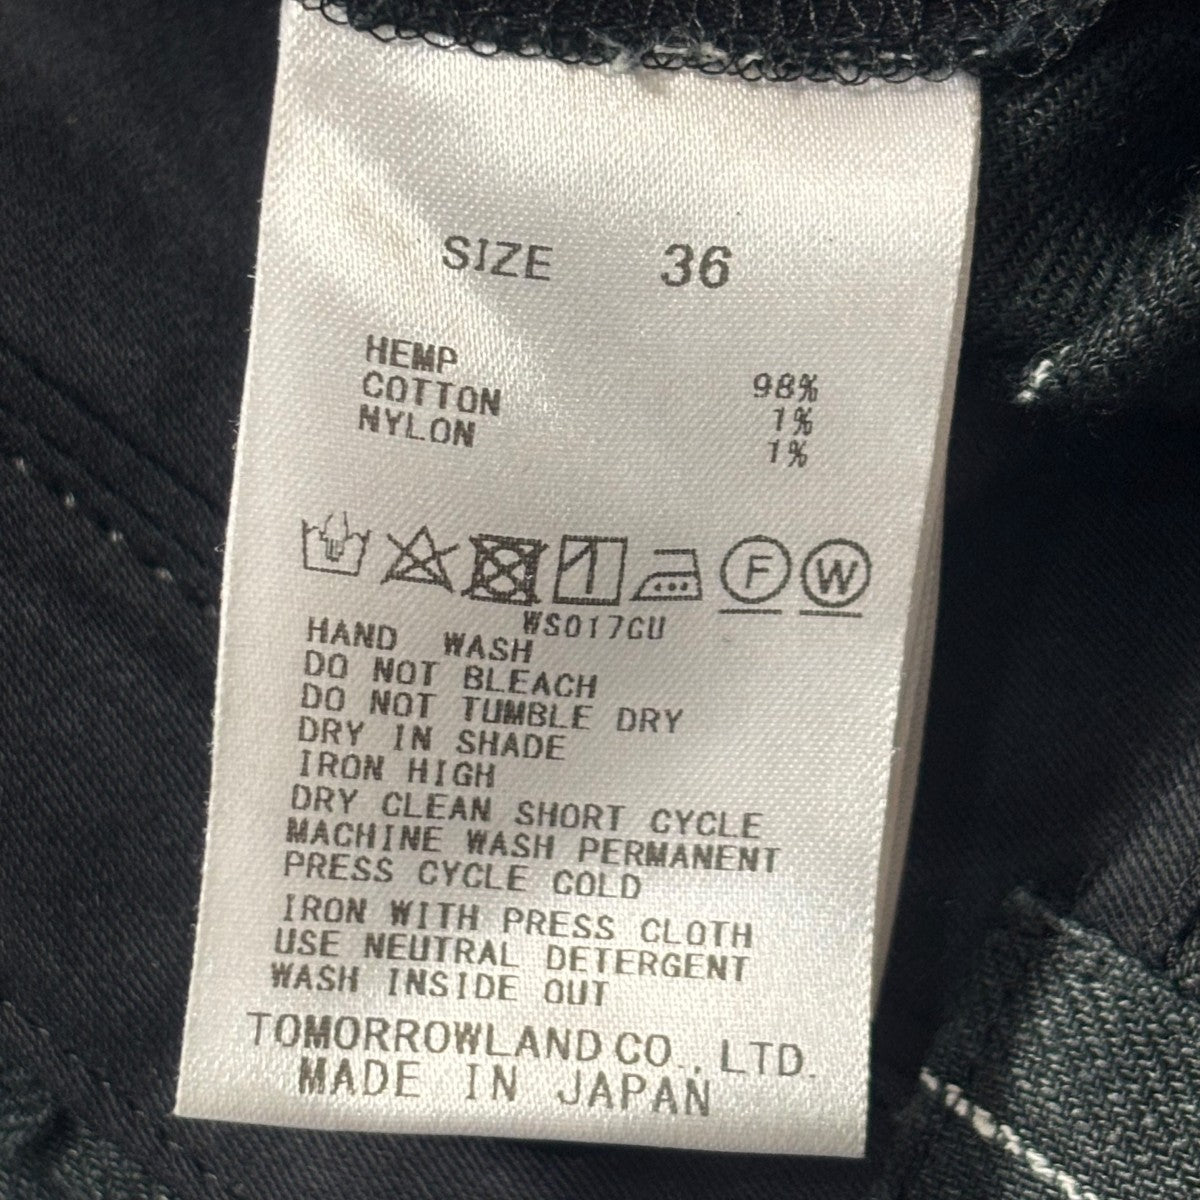 SIZE 36
HEMP 98%
COTTON 1%
NYLON 1%
F W
WS017GU
HAND WASH
DO NOT BLEACH
DO NOT TUMBLE DRY
DRY IN SHADE
IRON HIGH
DRY CLEAN SHORT CYCLE
MACHINE WASH PERMANENT
PRESS CYCLE COLD
IRON WITH PRESS CLOTH
USE NEUTRAL DETERGENT
WASH INSIDE OUT
TOMORROWLAND CO., LTD.
MADE IN JAPAN